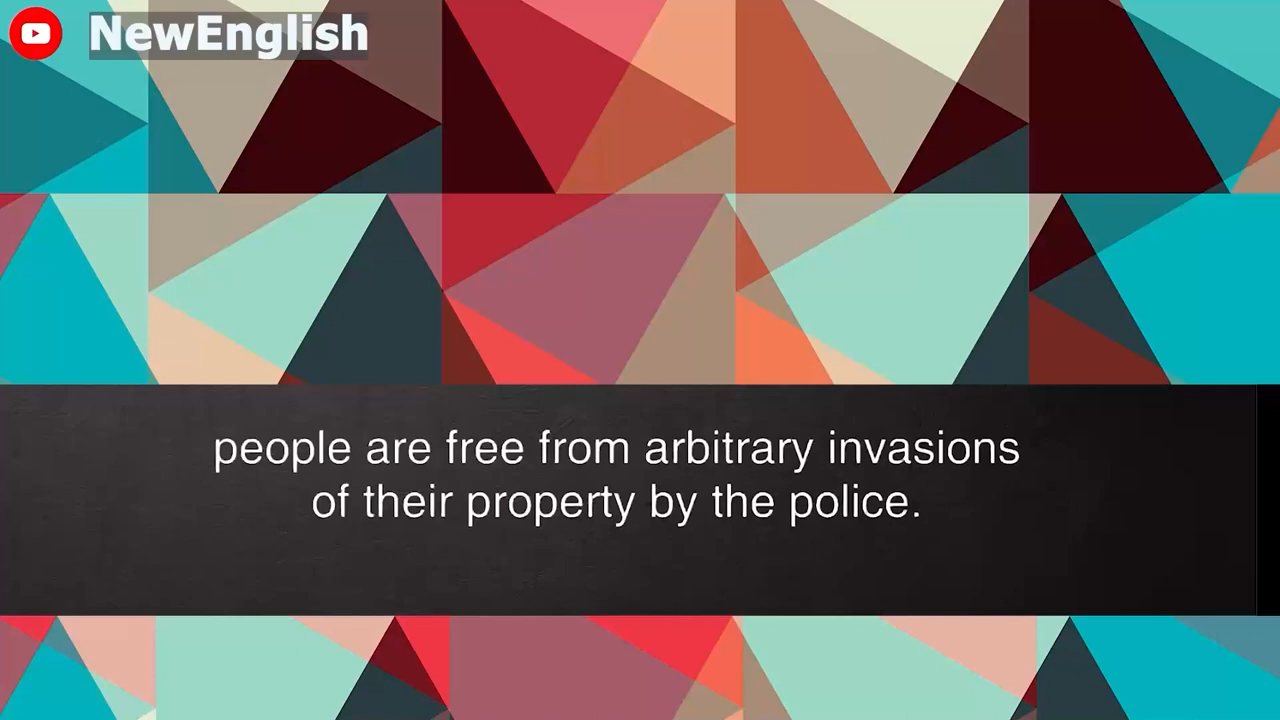 NewEnglish
people are free from arbitrary invasions
of their property by the police.